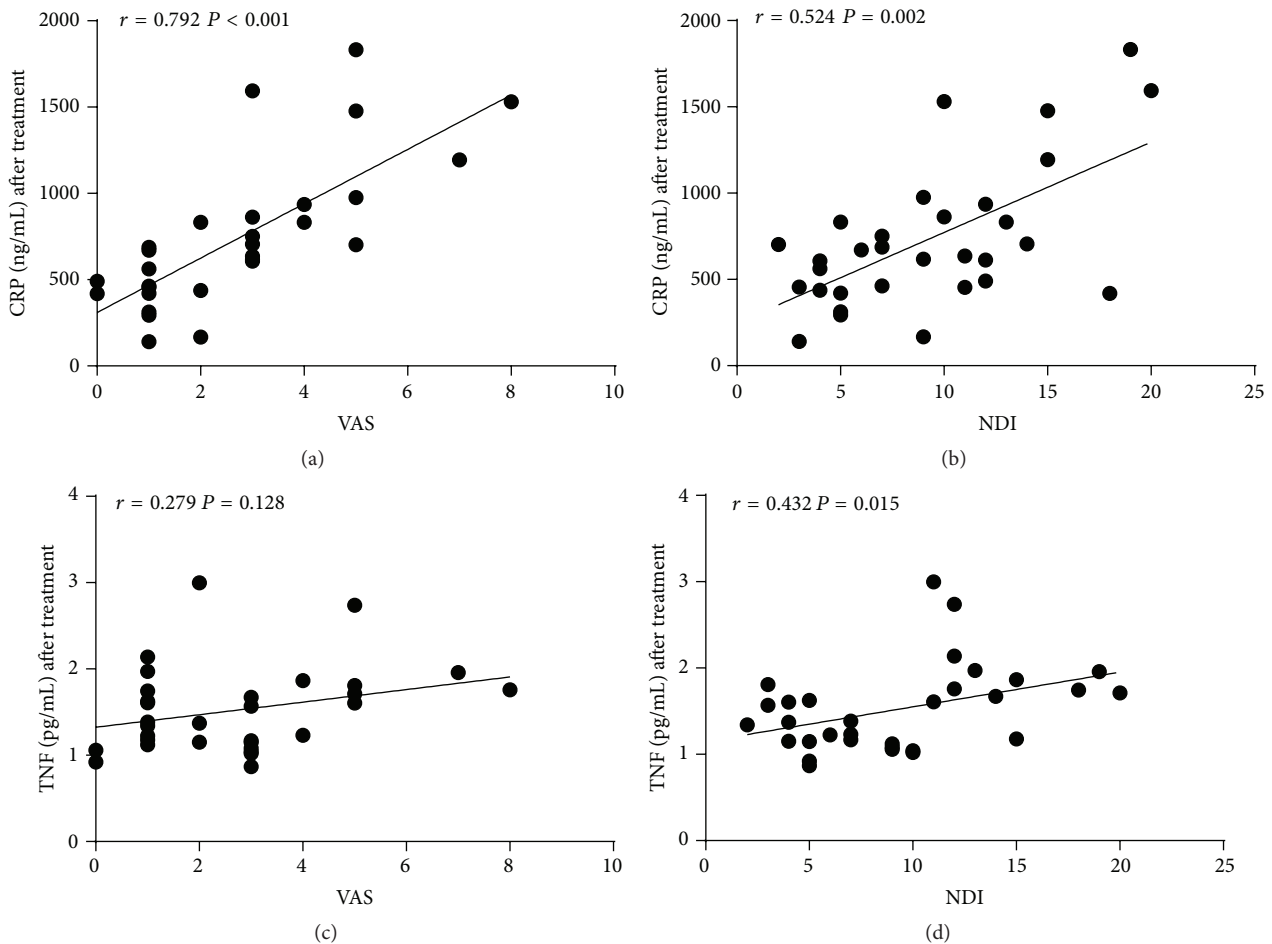 r = 0.792 P < 0.001
2000
1500
1000
500
0
CRP (ng/mL) after treatment
0 2 4 6 8 10
VAS
(a)
r = 0.524 P = 0.002
2000
1500
1000
500
0
CRP (ng/mL) after treatment
0 5 10 15 20 25
NDI
(b)
r = 0.279 P = 0.128
4
3
2
1
0
TNF (pg/mL) after treatment
0 2 4 6 8 10
VAS
(c)
r = 0.432 P = 0.015
4
3
2
1
0
TNF (pg/mL) after treatment
0 5 10 15 20 25
NDI
(d)